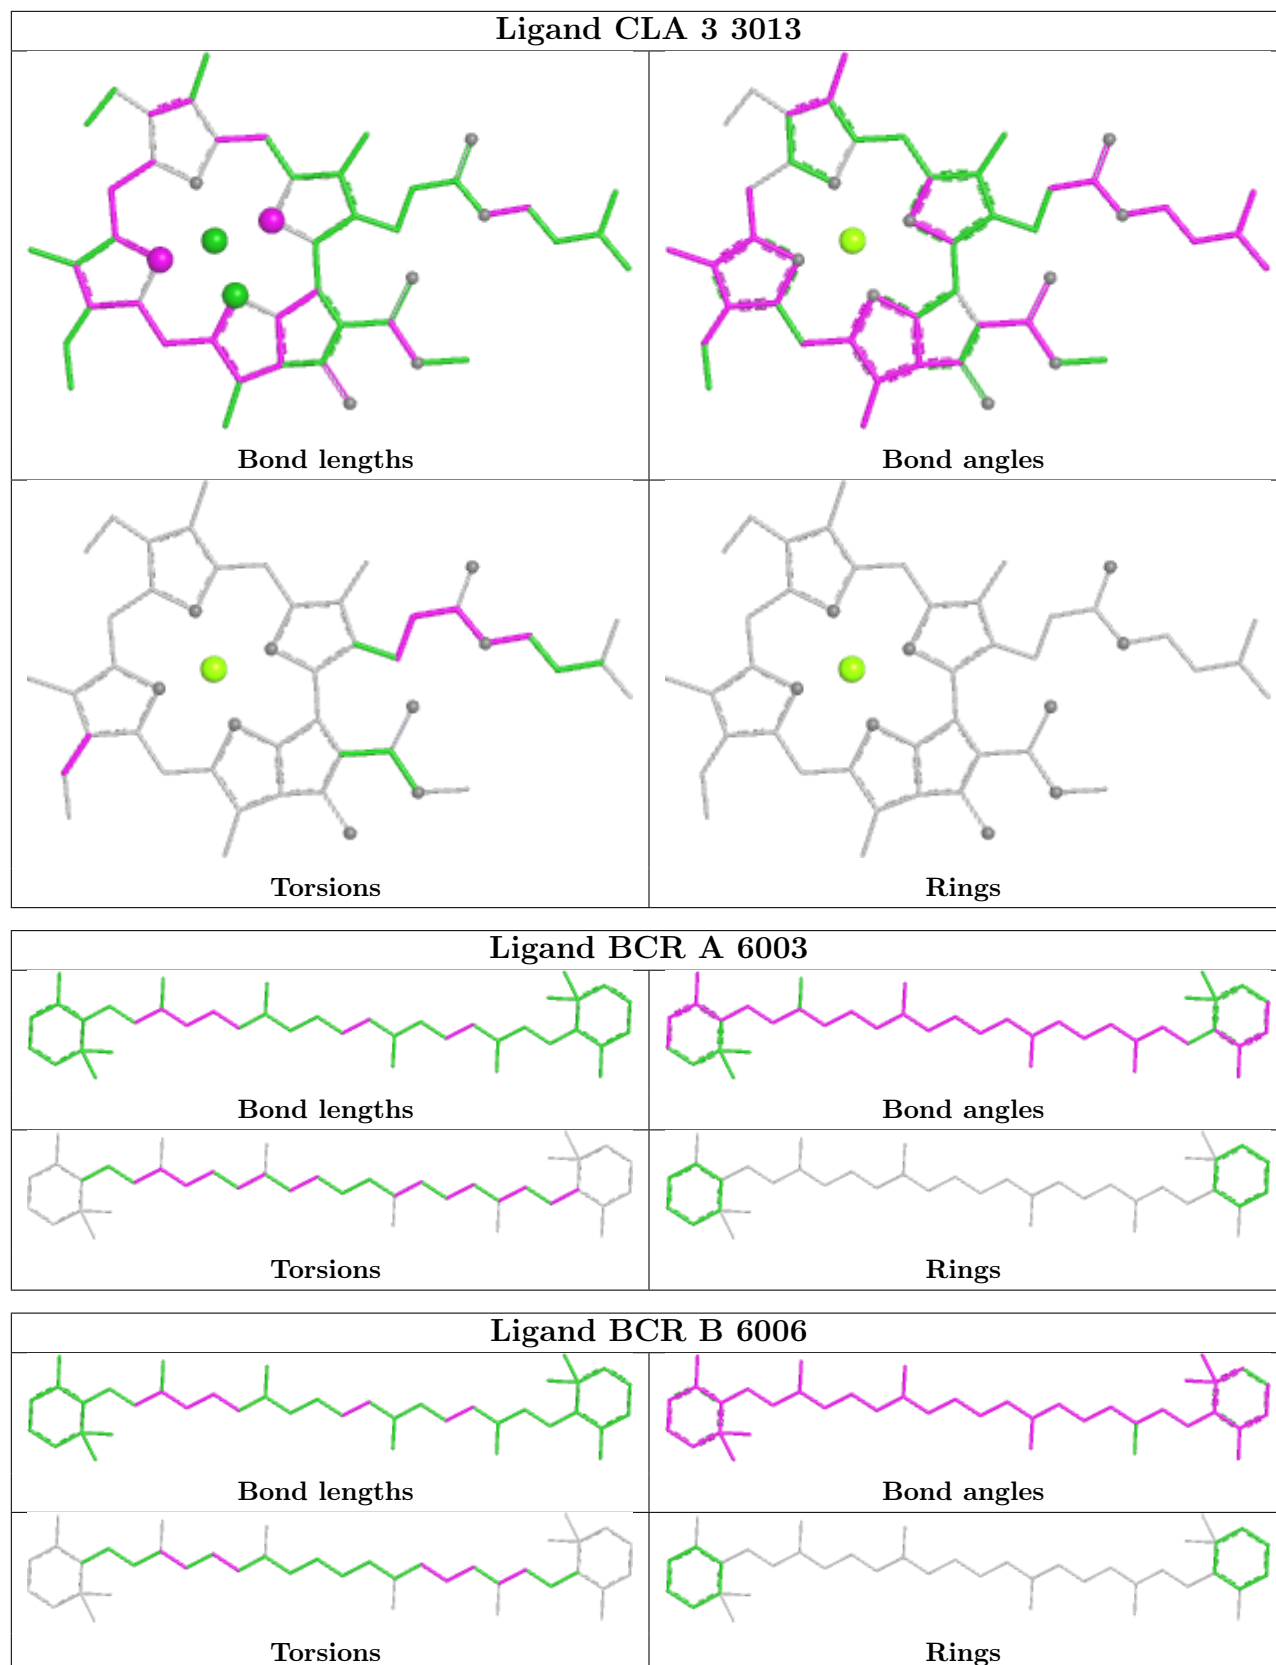 Ligand CLA 3 3013
Bond lengths
Bond angles
Torsions
Rings
Ligand BCR A 6003
Bond lengths
Bond angles
Torsions
Rings
Ligand BCR B 6006
Bond lengths
Bond angles
Torsions
Rings